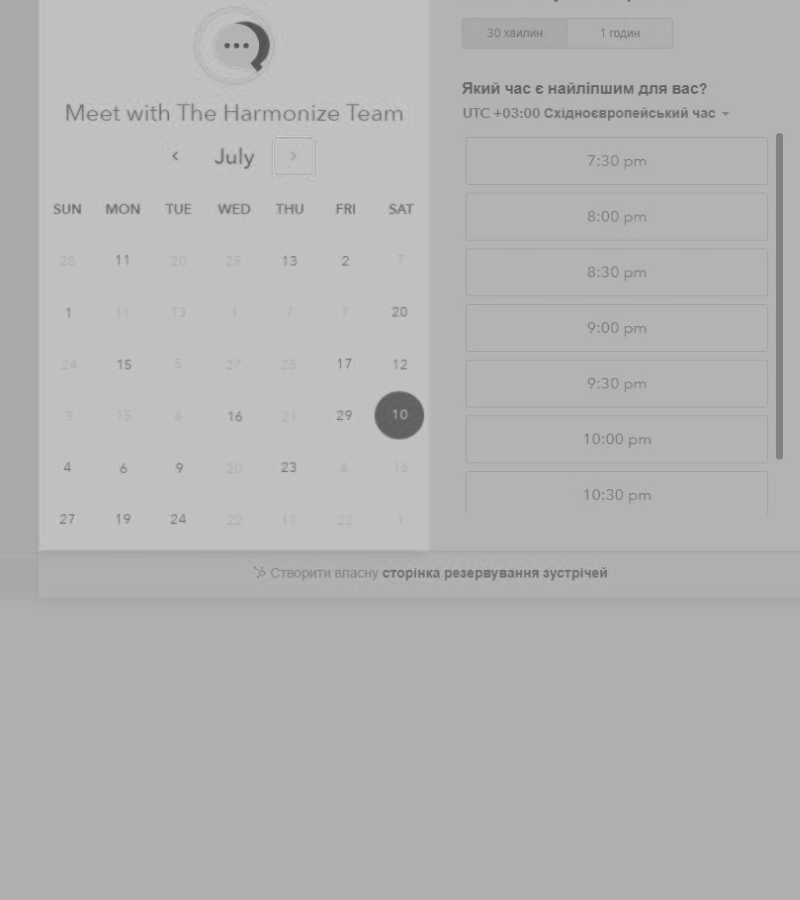 30 хвилин 1 годин
Meet with The Harmonize Team
July
SUN MON TUE WED THU FRI SAT
28 11 20 25 13 2 7
1 11 13 1 7 7 20
24 15 5 27 25 17 12
3 15 6 16 21 29 10
4 6 9 20 23 6 16
27 19 24 22 11 22 1
Який час є найліпшим для вас?
UTC +03:00 Східноєвропейський час
7:30 pm
8:00 pm
8:30 pm
9:00 pm
9:30 pm
10:00 pm
10:30 pm
Створити власну сторінка резервування зустрічей